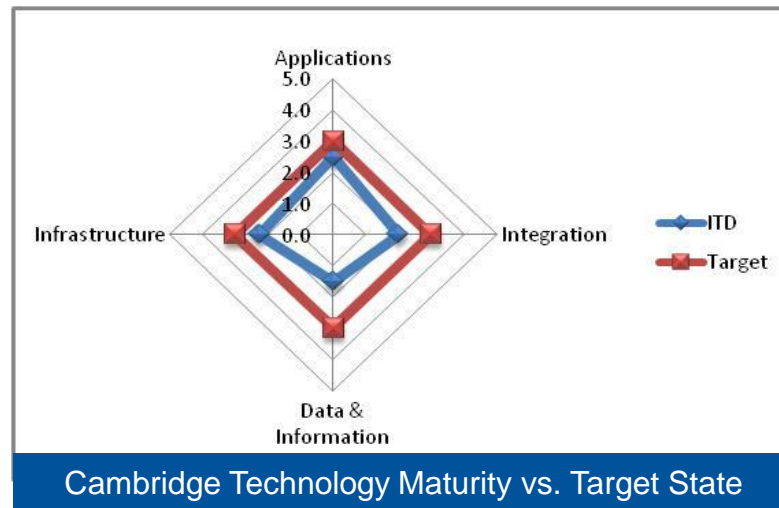 Applications
5.0
4.0
3.0
2.0
1.0
0.0
Infrastructure
Integration
ITD
Target
Data &
Information
Cambridge Technology Maturity vs. Target State